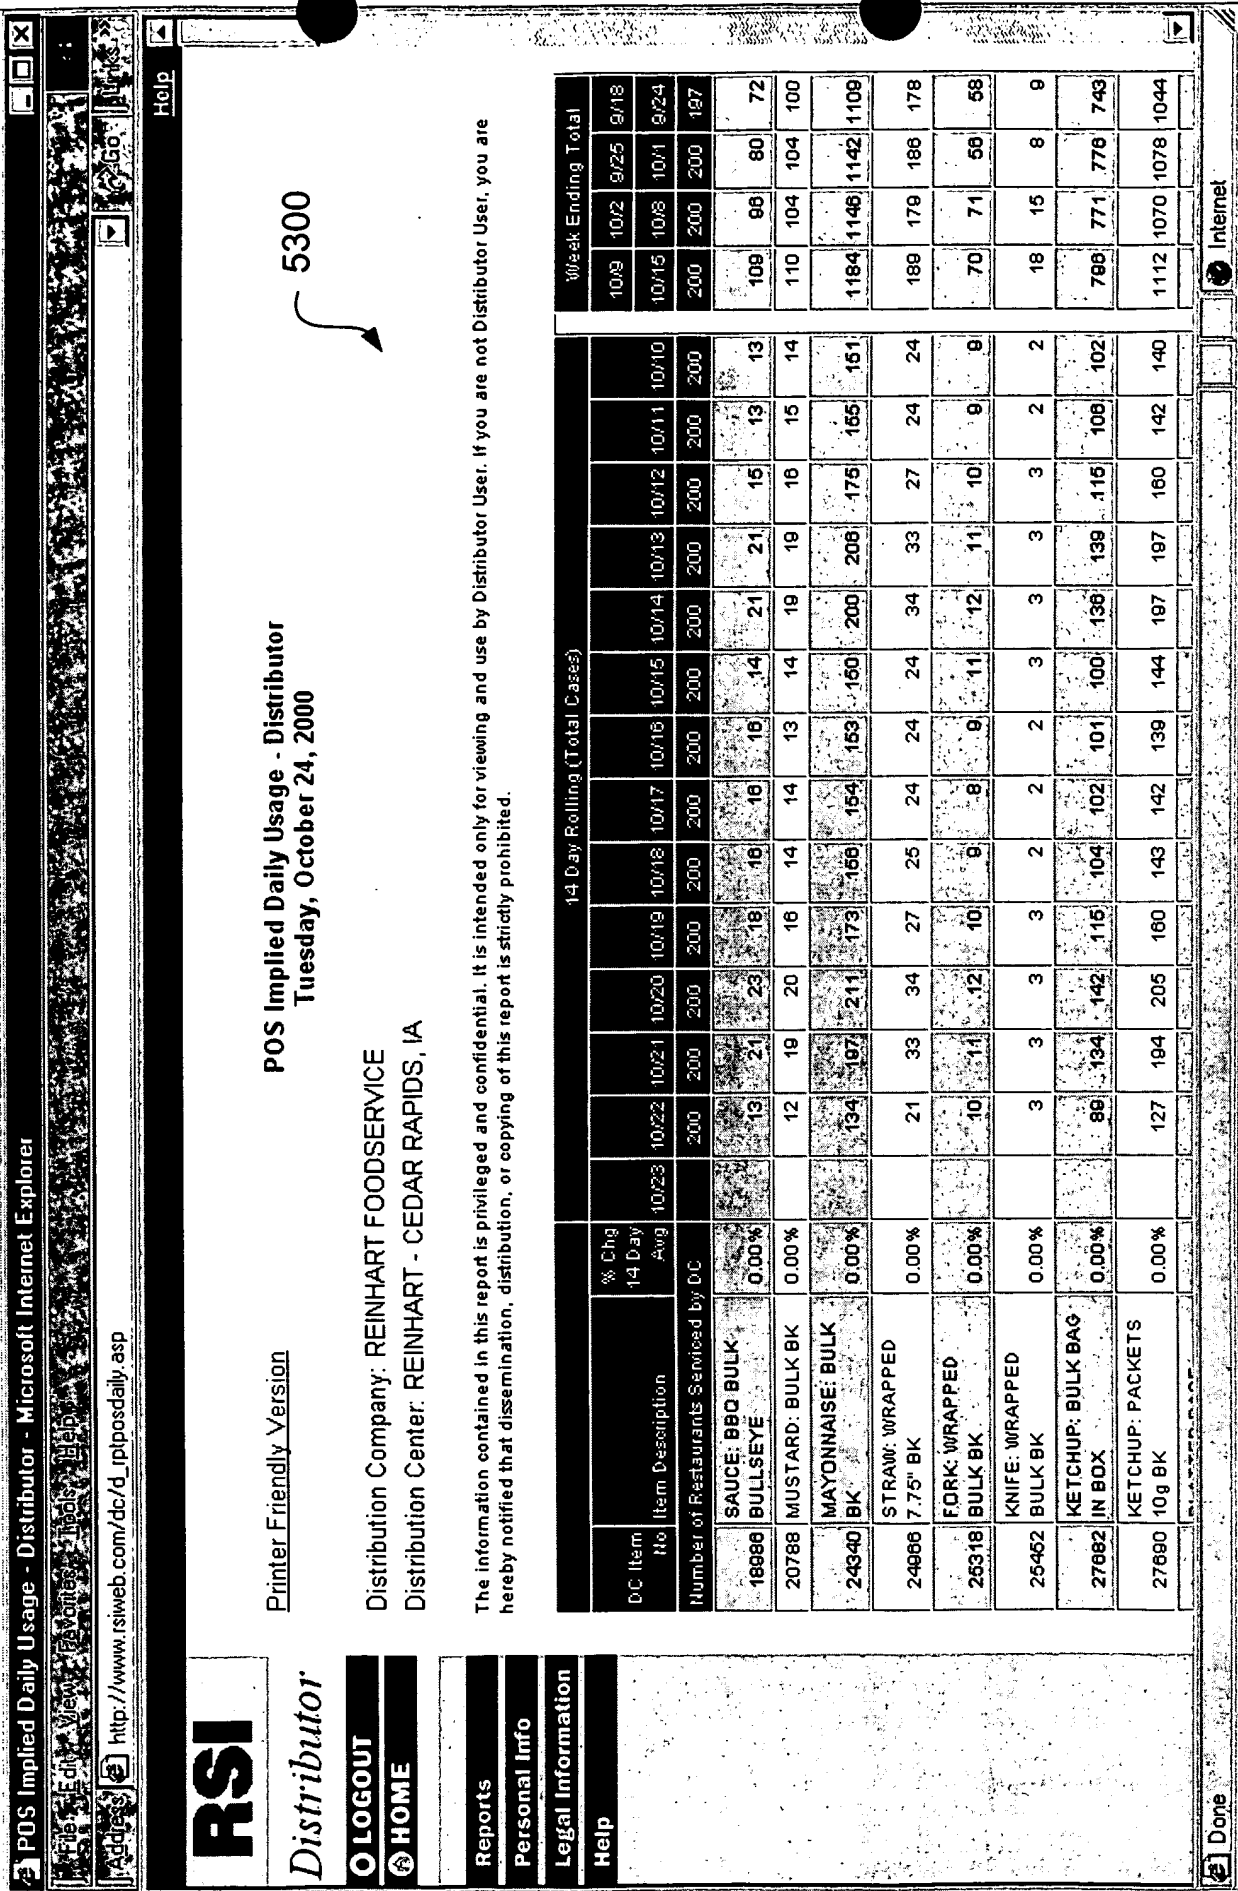 POS Implied Daily Usage - Distributor - Microsoft Internet Explorer
File Edit View Favorites Tools Help
Address http://www.rsiweb.com/dc/d_rptposdaily.asp Go Links »
Help
RSI
Distributor
LOGOUT
HOME
Reports
Personal Info
Legal Information
Help
Printer Friendly Version
POS Implied Daily Usage - Distributor
Tuesday, October 24, 2000
5300
Distribution Company: REINHART FOODSERVICE
Distribution Center: REINHART - CEDAR RAPIDS, IA
The information contained in this report is privileged and confidential. It is intended only for viewing and use by Distributor User. If you are not Distributor User, you are
hereby notified that dissemination, distribution, or copying of this report is strictly prohibited.
14 Day Rolling (Total Cases) Week Ending Total
% Chg 10/9 10/2 9/25 9/18
DC Item 14 Day
No Item Description Avg 10/23 10/22 10/21 10/20 10/19 10/18 10/17 10/16 10/15 10/14 10/13 10/12 10/11 10/10 10/15 10/8 10/1 9/24
Number of Restaurants Serviced by DC 200 200 200 200 200 200 200 200 200 200 200 200 200 200 200 200 197
SAUCE: BBQ BULK
18986 BULLSEYE 0.00% 13 21 23 18 16 16 16 14 21 21 15 13 13 109 96 80 72
20788 MUSTARD: BULK BK 0.00% 12 19 20 16 14 14 13 14 19 19 16 15 14 110 104 104 100
MAYONNAISE: BULK
24340 BK 0.00% 134 197 211 173 156 154 153 150 200 206 175 155 151 1184 1146 1142 1109
STRAW: WRAPPED
24966 7.75" BK 0.00% 21 33 34 27 25 24 24 24 34 33 27 24 24 189 179 186 178
FORK: WRAPPED
25318 BULK BK 0.00% 10 11 12 10 9 8 9 11 12 11 10 9 9 70 71 56 58
KNIFE: WRAPPED
25452 BULK BK 0.00% 3 3 3 3 2 2 2 3 3 3 3 2 2 18 15 8 9
KETCHUP: BULK BAG
27682 IN BOX 0.00% 89 134 142 115 104 102 101 100 136 139 115 106 102 796 771 776 743
KETCHUP: PACKETS
27690 10g BK 0.00% 127 194 205 160 143 142 139 144 197 197 160 142 140 1112 1070 1078 1044
Done Internet